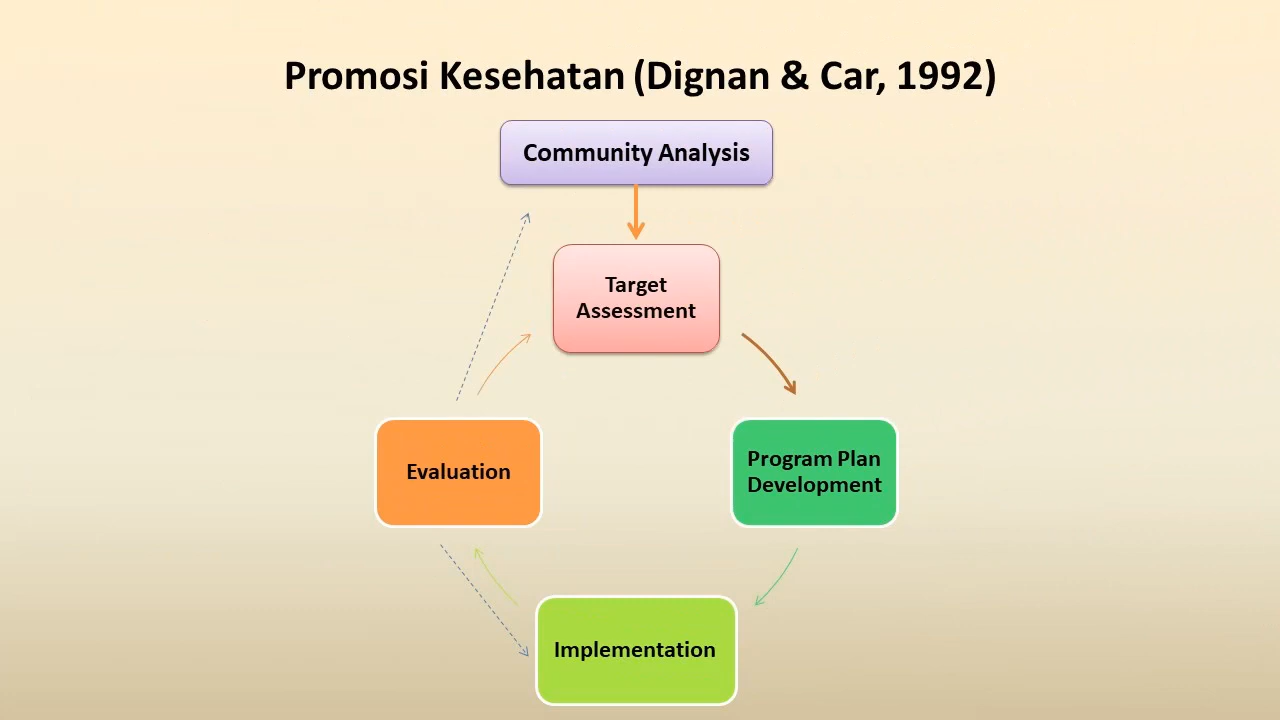 Promosi Kesehatan (Dignan & Car, 1992)
Community Analysis
Target
Assessment
Evaluation
Program Plan
Development
Implementation